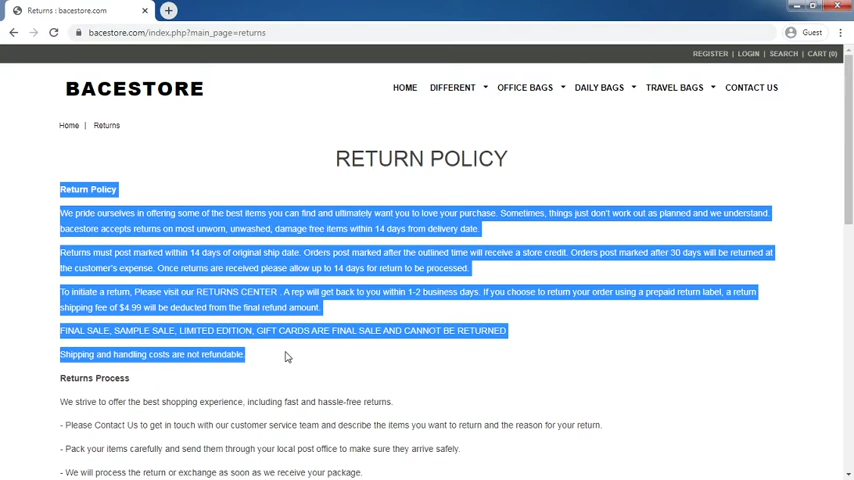 Returns : bacestore.com
bacestore.com/index.php?main_page=returns
Guest
REGISTER | LOGIN | SEARCH | CART (0)
BACESTORE
HOME DIFFERENT OFFICE BAGS DAILY BAGS TRAVEL BAGS CONTACT US
Home | Returns
RETURN POLICY
Return Policy
We pride ourselves in offering some of the best items you can find and ultimately want you to love your purchase. Sometimes, things just don't work out as planned and we understand.
bacestore accepts returns on most unworn, unwashed, damage free items within 14 days from delivery date.
Returns must post marked within 14 days of original ship date. Orders post marked after the outlined time will receive a store credit. Orders post marked after 30 days will be returned at
the customer's expense. Once returns are received please allow up to 14 days for return to be processed.
To initiate a return, Please visit our RETURNS CENTER . A rep will get back to you within 1-2 business days. If you choose to return your order using a prepaid return label, a return
shipping fee of $4.99 will be deducted from the final refund amount.
FINAL SALE, SAMPLE SALE, LIMITED EDITION, GIFT CARDS ARE FINAL SALE AND CANNOT BE RETURNED
Shipping and handling costs are not refundable.
Returns Process
We strive to offer the best shopping experience, including fast and hassle-free returns.
- Please Contact Us to get in touch with our customer service team and describe the items you want to return and the reason for your return.
- Pack your items carefully and send them through your local post office to make sure they arrive safely.
- We will process the return or exchange as soon as we receive your package.